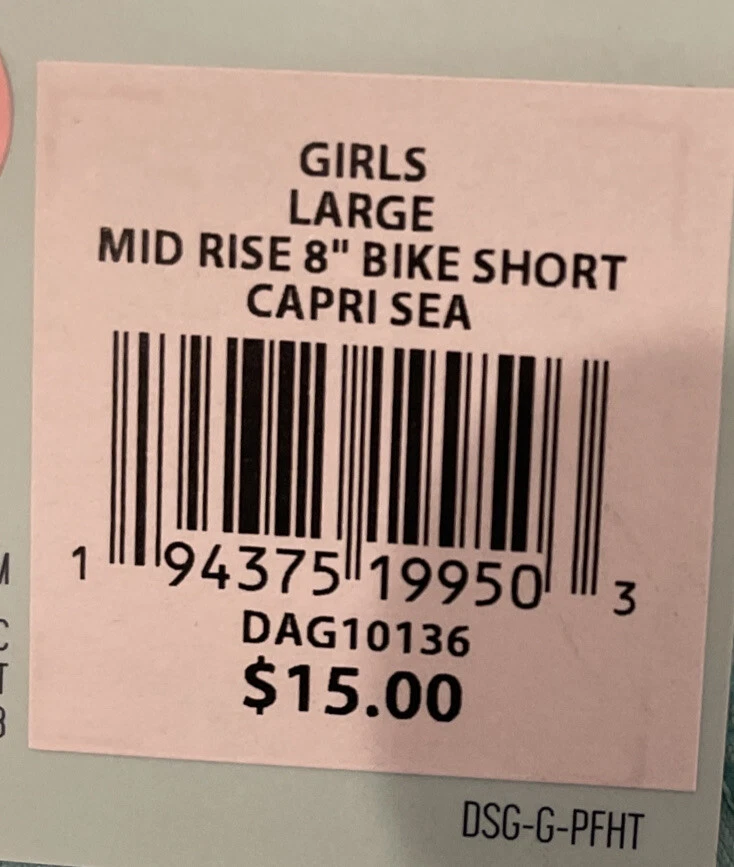 GIRLS
LARGE
MID RISE 8" BIKE SHORT
CAPRI SEA
1 94375 19950 3
DAG10136
$15.00
DSG-G-PFHT